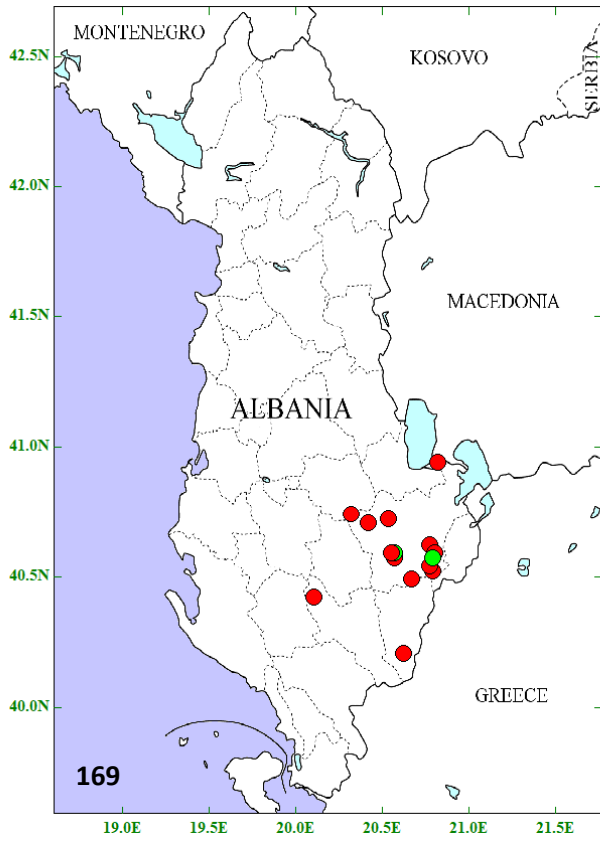 MONTENEGRO
KOSOVO
SERBIA
42.5N
42.0N
41.5N
MACEDONIA
ALBANIA
41.0N
40.5N
40.0N
GREECE
169
19.0E 19.5E 20.0E 20.5E 21.0E 21.5E